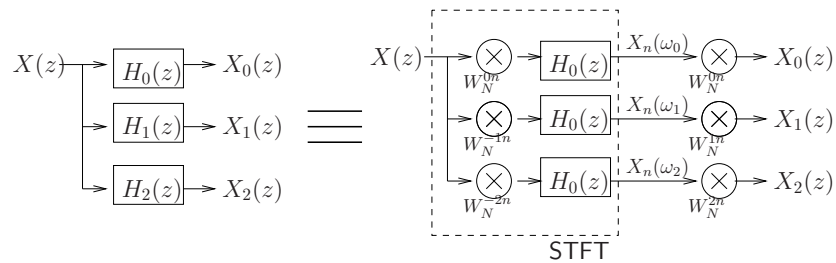 X(z) H_0(z) X_0(z)
H_1(z) X_1(z)
H_2(z) X_2(z)
X(z) W_N^{0n} H_0(z) X_n(ω_0) W_N^{0n} X_0(z)
W_N^{-1n} H_0(z) X_n(ω_1) W_N^{1n} X_1(z)
W_N^{-2n} H_0(z) X_n(ω_2) W_N^{2n} X_2(z)
STFT